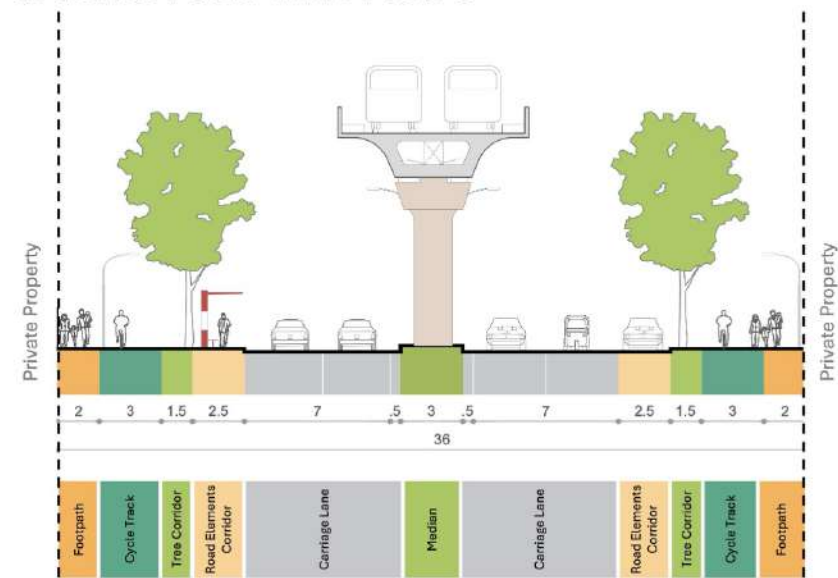 Private Property
Private Property
2 3 1.5 2.5 7 .5 3 .5 7 2.5 1.5 3 2
36
Footpath
Cycle Track
Tree Corridor
Road Elements
Corridor
Carriage Lane
Median
Carriage Lane
Road Elements
Corridor
Tree Corridor
Cycle Track
Footpath